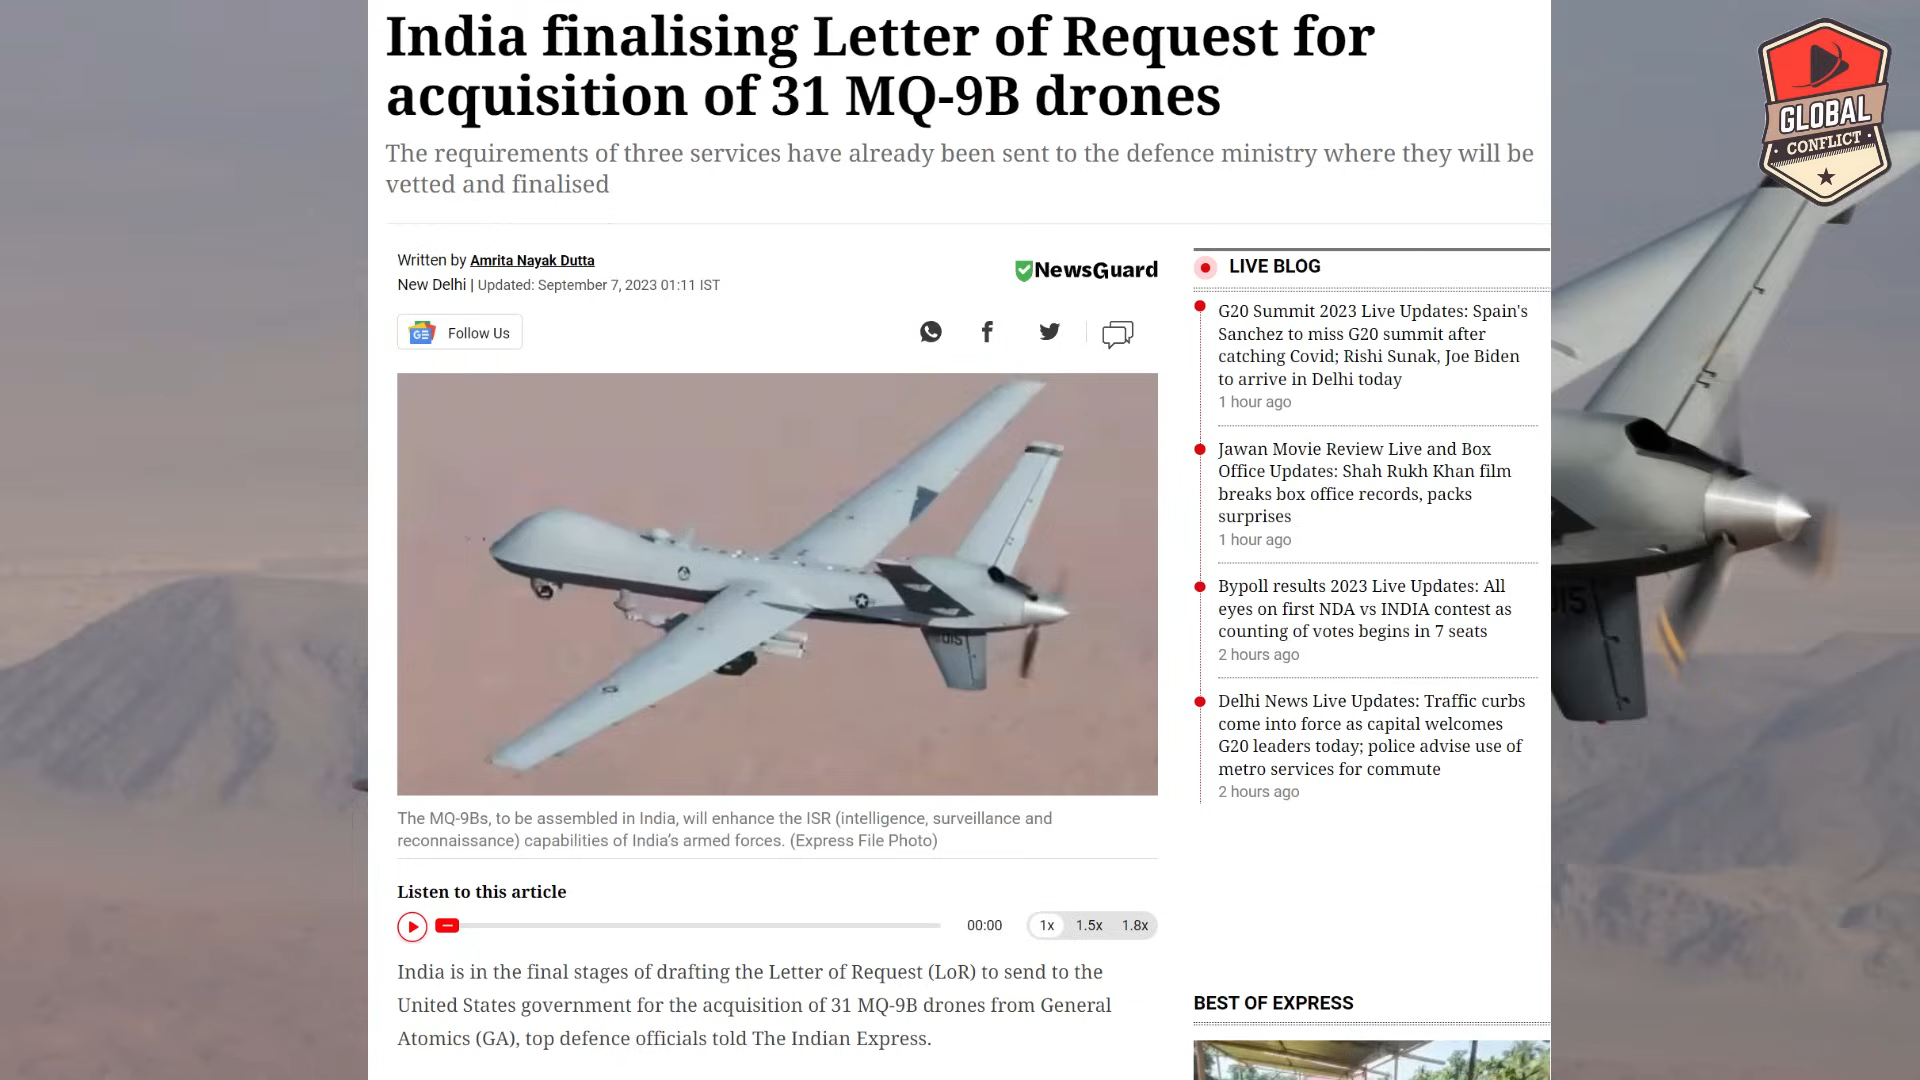 India finalising Letter of Request for
acquisition of 31 MQ-9B drones
The requirements of three services have already been sent to the defence ministry where they will be
vetted and finalised
Written by Amrita Nayak Dutta
New Delhi | Updated: September 7, 2023 01:11 IST
NewsGuard
GE Follow Us
The MQ-9Bs, to be assembled in India, will enhance the ISR (intelligence, surveillance and
reconnaissance) capabilities of India's armed forces. (Express File Photo)
Listen to this article
00:00
1x 1.5x 1.8x
India is in the final stages of drafting the Letter of Request (LoR) to send to the
United States government for the acquisition of 31 MQ-9B drones from General
Atomics (GA), top defence officials told The Indian Express.
LIVE BLOG
G20 Summit 2023 Live Updates: Spain's
Sanchez to miss G20 summit after
catching Covid; Rishi Sunak, Joe Biden
to arrive in Delhi today
1 hour ago
Jawan Movie Review Live and Box
Office Updates: Shah Rukh Khan film
breaks box office records, packs
surprises
1 hour ago
Bypoll results 2023 Live Updates: All
eyes on first NDA vs INDIA contest as
counting of votes begins in 7 seats
2 hours ago
Delhi News Live Updates: Traffic curbs
come into force as capital welcomes
G20 leaders today; police advise use of
metro services for commute
2 hours ago
BEST OF EXPRESS
GLOBAL
CONFLICT